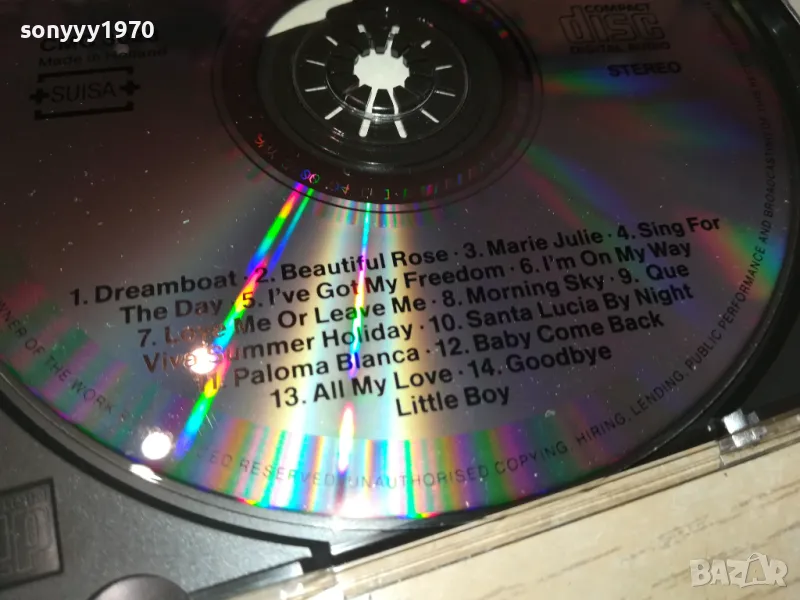 sonyyy1970
Made in Holland
SUISA
COMPACT
disc
DIGITAL AUDIO
STEREO
1. Dreamboat · 2. Beautiful Rose · 3. Marie Julie · 4. Sing For
The Day · 5. I've Got My Freedom · 6. I'm On My Way
7. Love Me Or Leave Me · 8. Morning Sky · 9. Que
Viva Summer Holiday · 10. Santa Lucia By Night
11. Paloma Blanca · 12. Baby Come Back
13. All My Love · 14. Goodbye
Little Boy
OWNER OF THE WORK RESERVED. UNAUTHORISED COPYING, HIRING, LENDING, PUBLIC PERFORMANCE AND BROADCASTING OF THIS
BAZAR